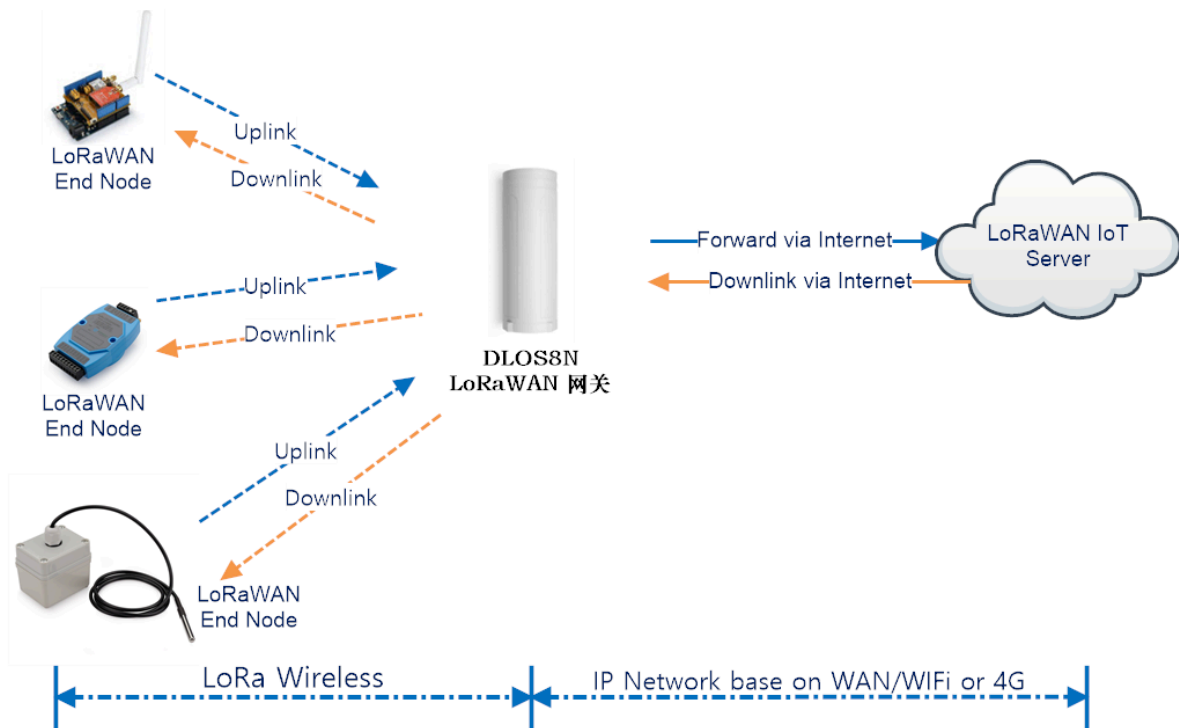 LoRaWAN
End Node
Uplink
Downlink
LoRaWAN
End Node
Uplink
Downlink
LoRaWAN
End Node
Uplink
Downlink
DLOS8N
LoRaWAN 网关
Forward via Internet
Downlink via Internet
LoRaWAN IoT
Server
LoRa Wireless
IP Network base on WAN/WIFi or 4G